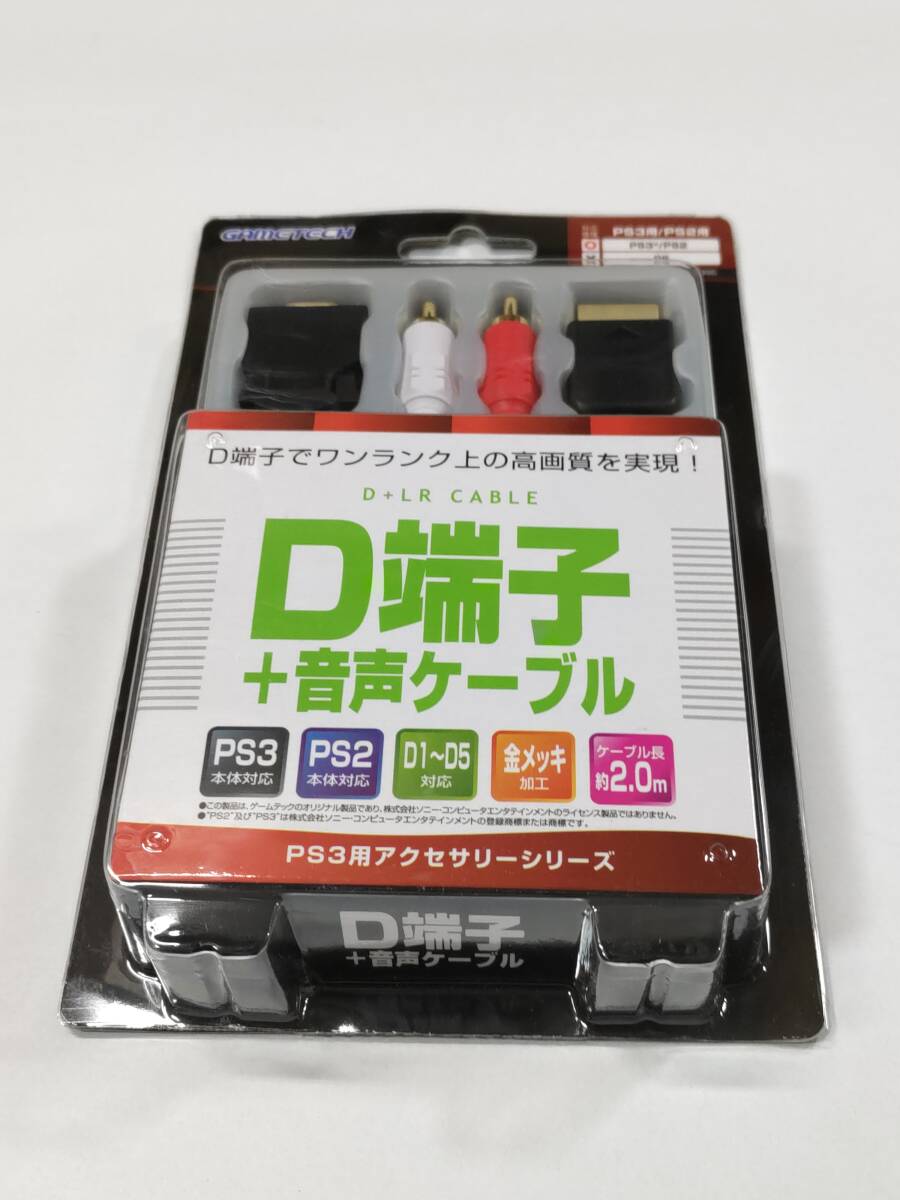 GAMETECH
PS3用/PS2用
PS3/PS2
D端子でワンランク上の高画質を実現！
D+LR CABLE
D端子
+音声ケーブル
PS3 本体対応
PS2 本体対応
D1〜D5 対応
金メッキ 加工
ケーブル長 約2.0m
●この製品は、ゲームテックのオリジナル製品であり、株式会社ソニー・コンピュータエンタテインメントのライセンス製品ではありません。
●"PS2"及び"PS3"は株式会社ソニー・コンピュータエンタテインメントの登録商標または商標です。
PS3用アクセサリーシリーズ
D端子
+音声ケーブル